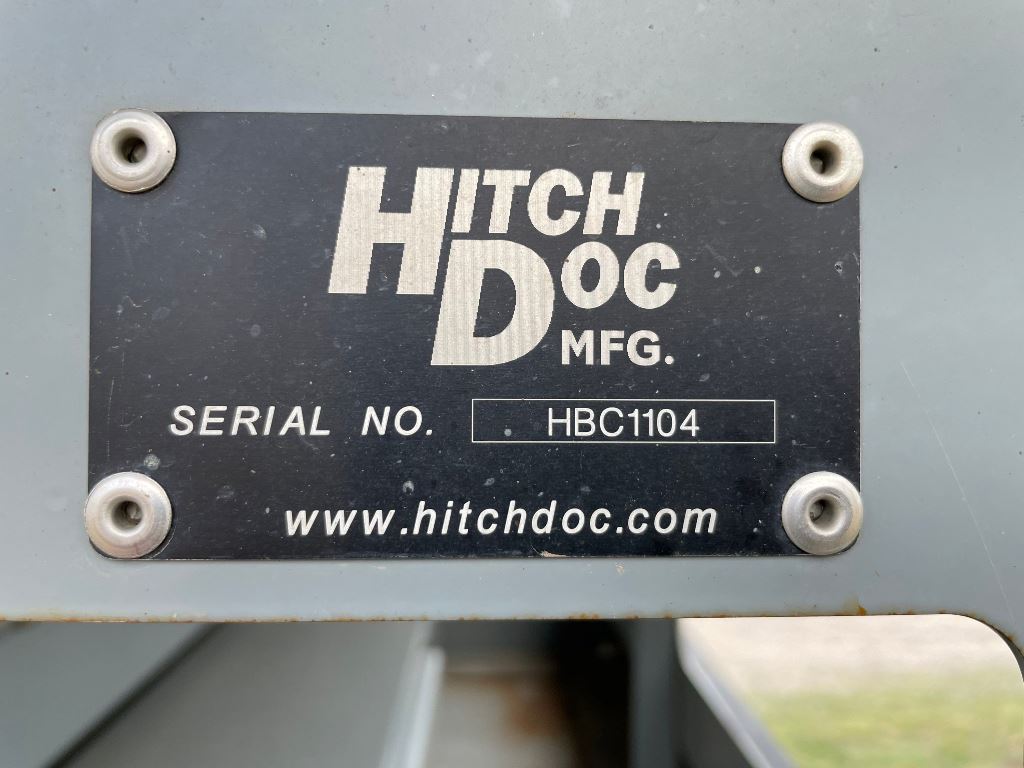 HITCH
DOC
MFG.
SERIAL NO. HBC1104
www.hitchdoc.com